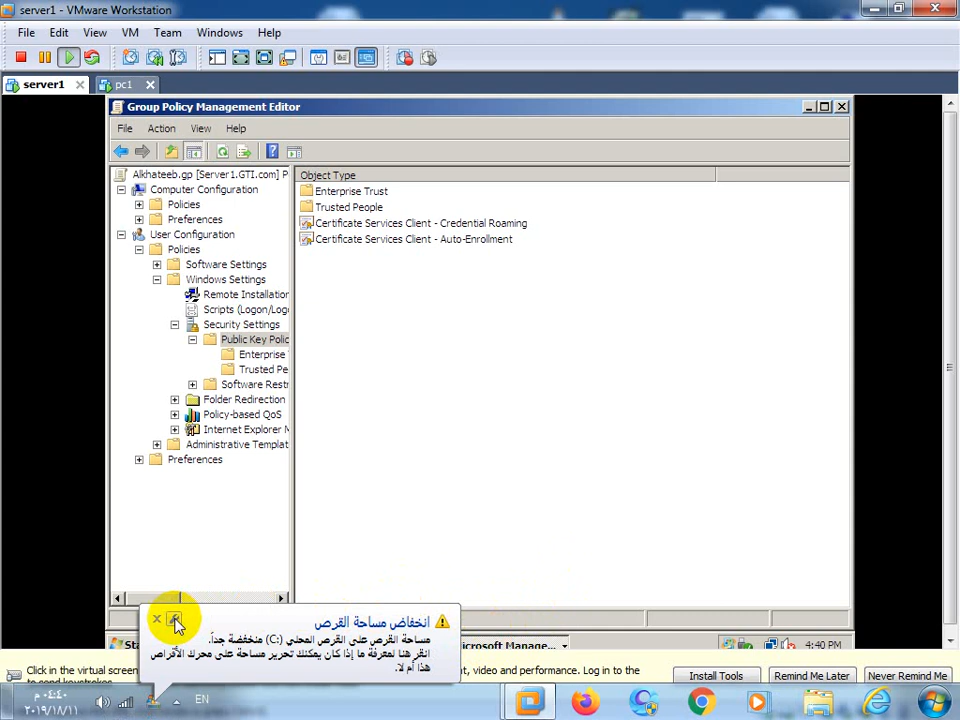 server1 - VMware Workstation
File Edit View VM Team Windows Help
server1 pc1
Group Policy Management Editor
File Action View Help
Alkhateeb.gp [Server1.GTI.com] P
Computer Configuration
Policies
Preferences
User Configuration
Policies
Software Settings
Windows Settings
Remote Installation
Scripts (Logon/Logo
Security Settings
Public Key Polic
Enterprise
Trusted Pe
Software Restr
Folder Redirection
Policy-based QoS
Internet Explorer M
Administrative Templat
Preferences
Object Type
Enterprise Trust
Trusted People
Certificate Services Client - Credential Roaming
Certificate Services Client - Auto-Enrollment
انخفاض مساحة القرص
مساحة القرص على القرص المحلي (C:) منخفضة جداً.
انقر هنا لمعرفة ما إذا كان يمكنك تحرير مساحة على محرك الأقراص
هذا أم لا.
Microsoft Manage...
4:40 PM
Click in the virtual screen
to send keystrokes
, video and performance. Log in to the
Install Tools Remind Me Later Never Remind Me
٠٤:٤٠ م
٢٠١٩/١٨/١١
EN